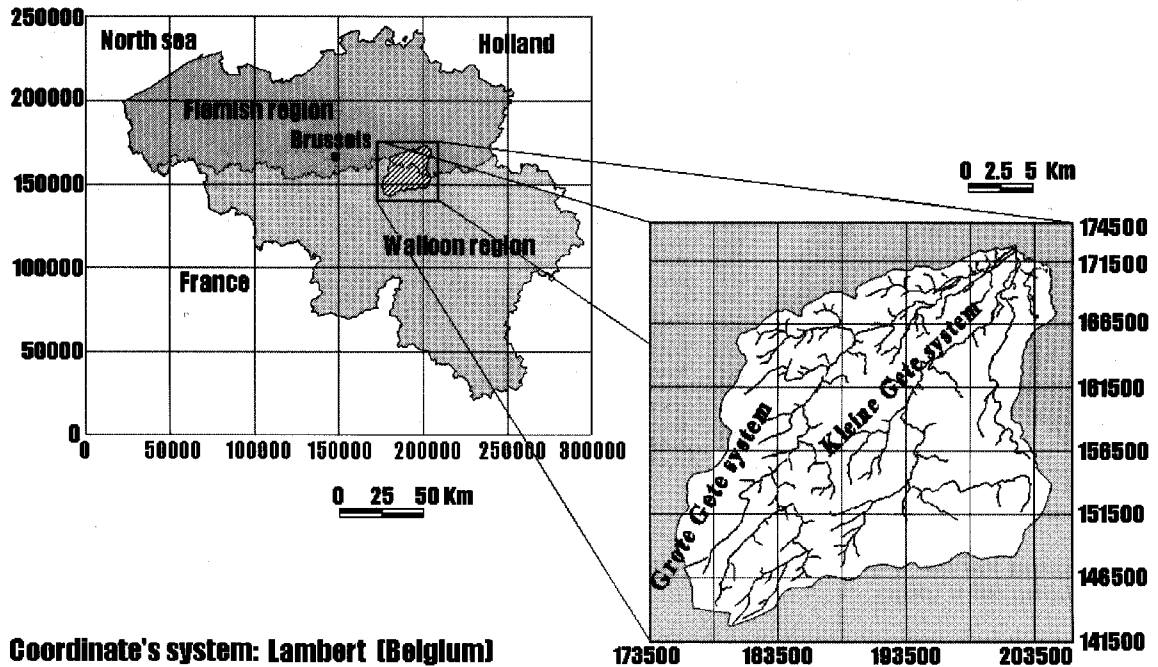 250000
North sea
Holland
200000
Flemish region
Brussels
150000
Walloon region
100000
France
50000
0
0 50000 100000 150000 200000 250000 300000
0 25 50 Km
0 2.5 5 Km
174500
171500
166500
161500
156500
151500
146500
141500
Kleine Gete system
Grote Gete system
173500 183500 193500 203500
Coordinate's system: Lambert (Belgium)